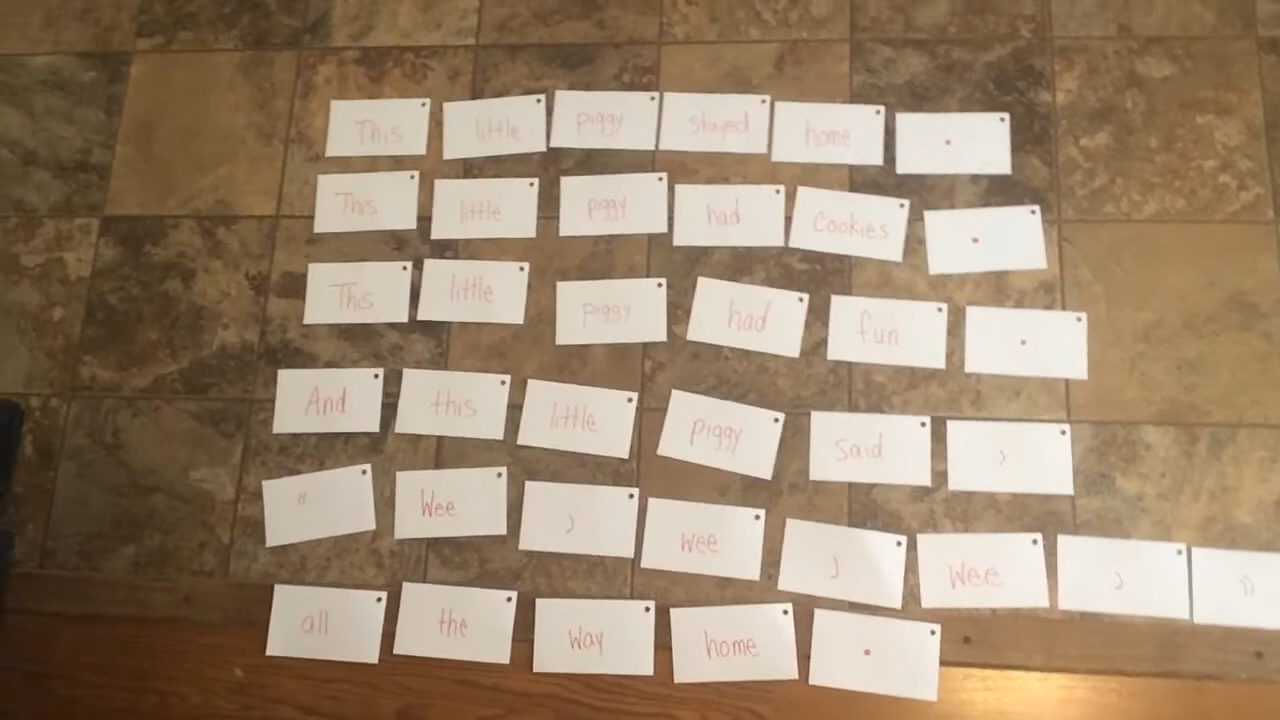 This little piggy stayed home .
This little piggy had cookies .
This little piggy had fun .
And this little piggy said ,
" Wee , wee , wee , "
all the way home .